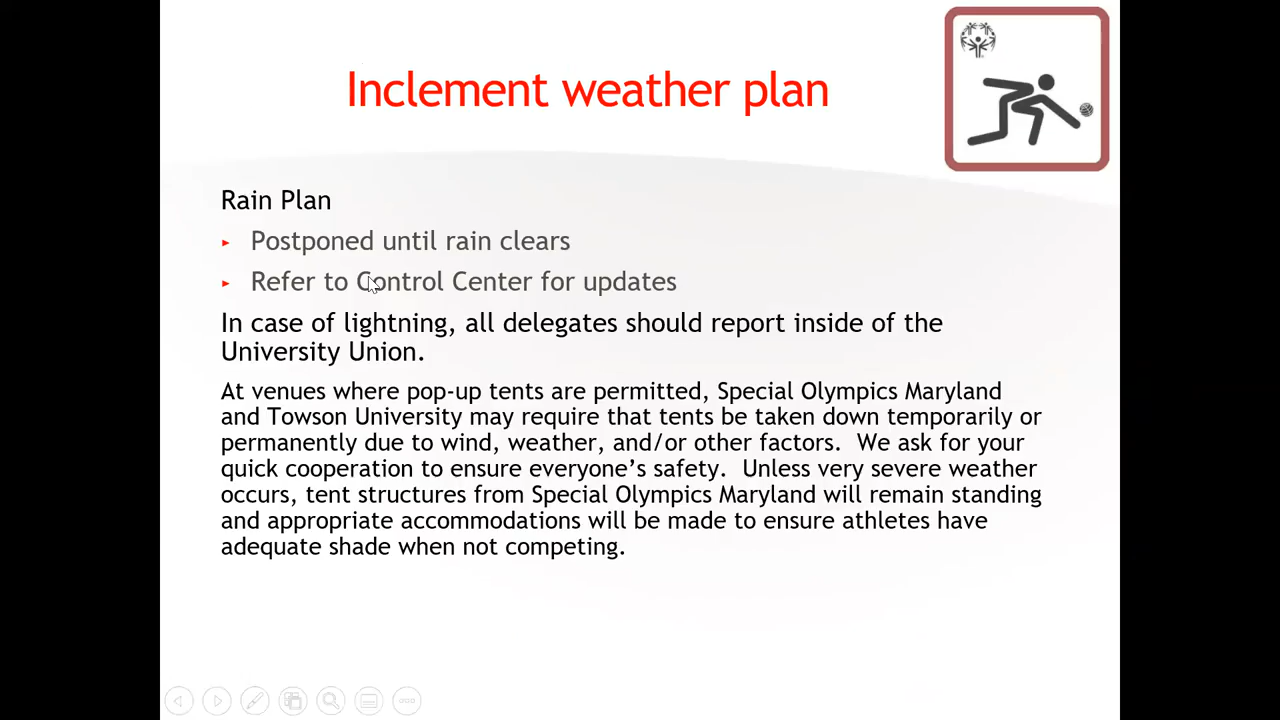 Inclement weather plan
Rain Plan
Postponed until rain clears
Refer to Control Center for updates
In case of lightning, all delegates should report inside of the
University Union.
At venues where pop-up tents are permitted, Special Olympics Maryland
and Towson University may require that tents be taken down temporarily or
permanently due to wind, weather, and/or other factors.  We ask for your
quick cooperation to ensure everyone’s safety.  Unless very severe weather
occurs, tent structures from Special Olympics Maryland will remain standing
and appropriate accommodations will be made to ensure athletes have
adequate shade when not competing.